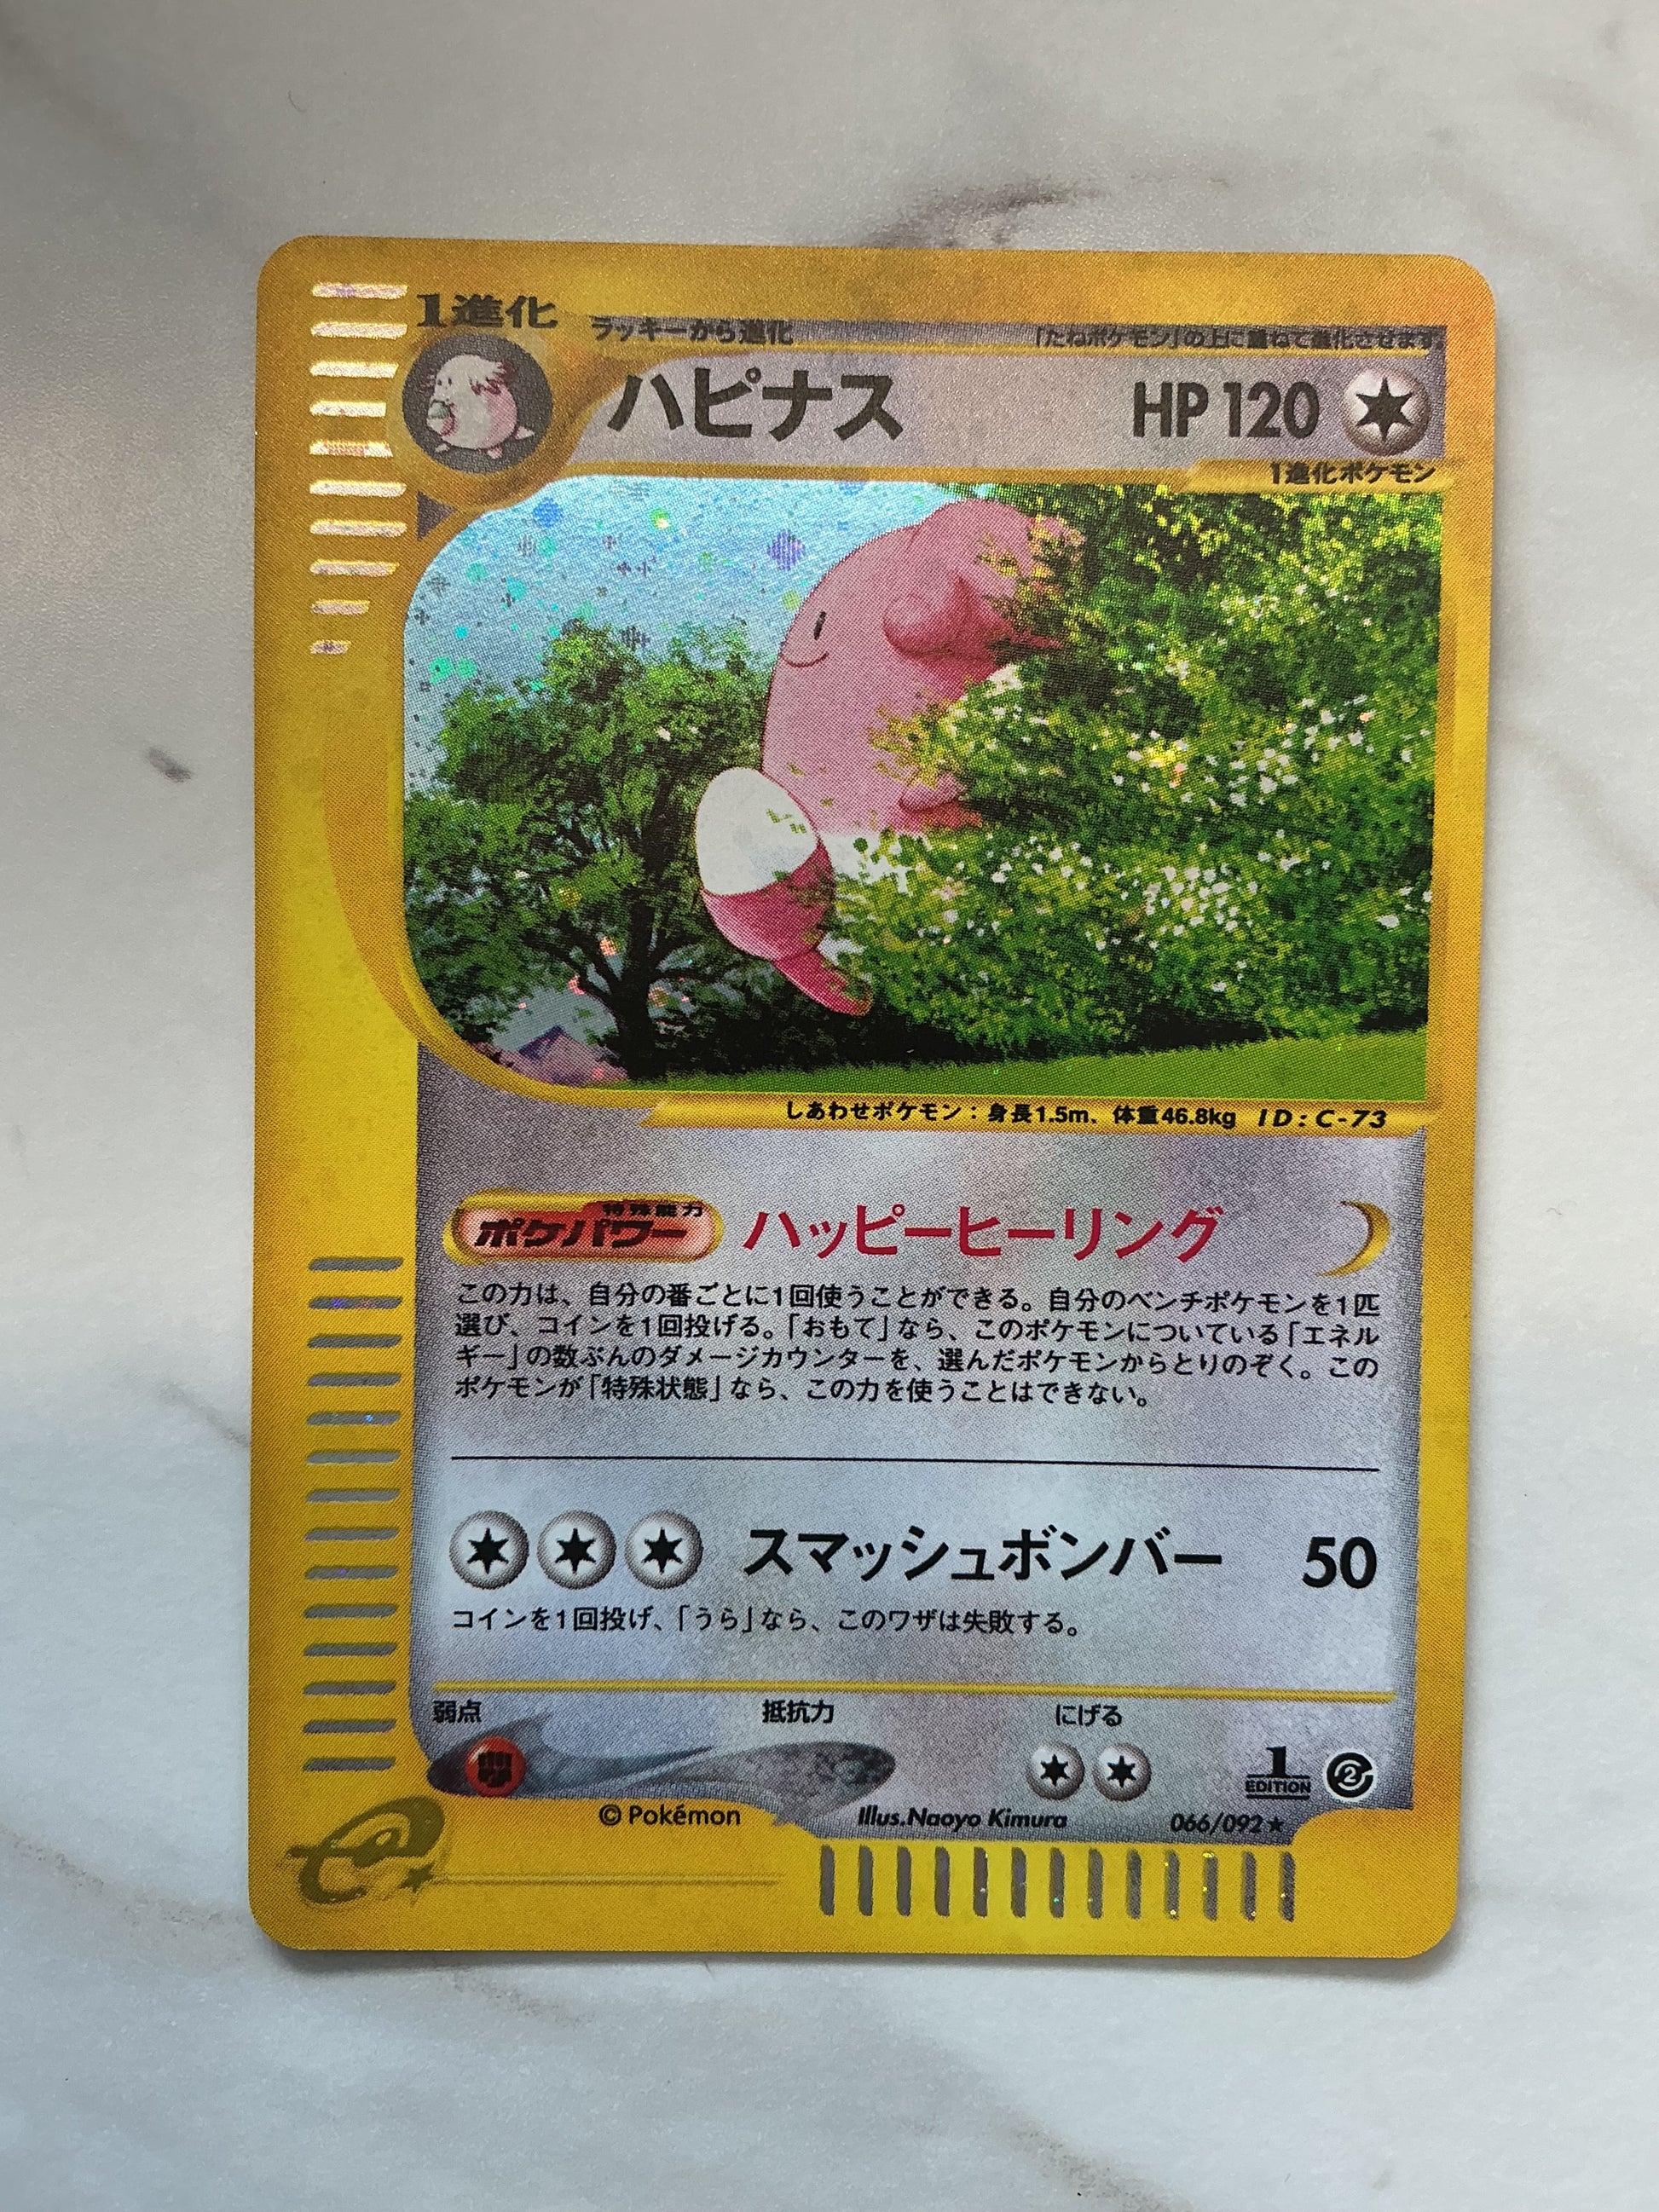 1進化
ラッキーから進化
「たねポケモン」の上に重ねて進化させます。
ハピナス HP 120
1進化ポケモン
しあわせポケモン：身長1.5m、体重46.8kg ID:C-73
特殊能力
ポケパワー ハッピーヒーリング
この力は、自分の番ごとに1回使うことができる。自分のベンチポケモンを1匹
選び、コインを1回投げる。「おもて」なら、このポケモンについている「エネル
ギー」の数ぶんのダメージカウンターを、選んだポケモンからとりのぞく。この
ポケモンが「特殊状態」なら、この力を使うことはできない。
スマッシュボンバー 50
コインを1回投げ、「うら」なら、このワザは失敗する。
弱点 抵抗力 にげる
1 EDITION 2
© Pokémon Illus.Naoyo Kimura 066/092★
e